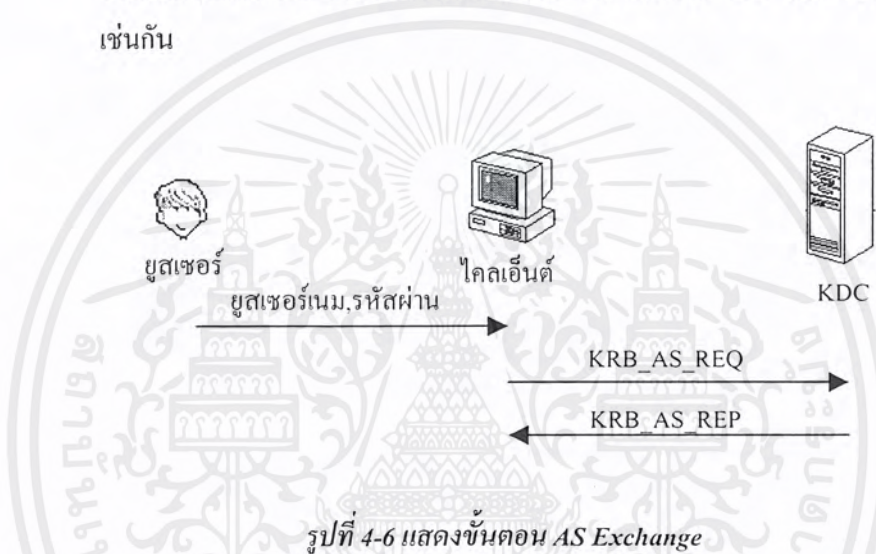 เช่นกัน
ยูสเซอร์
ไคลเอ็นต์
KDC
ยูสเซอร์เนม,รหัสผ่าน
KRB_AS_REQ
KRB_AS_REP
รูปที่ 4-6 แสดงขั้นตอน AS Exchange